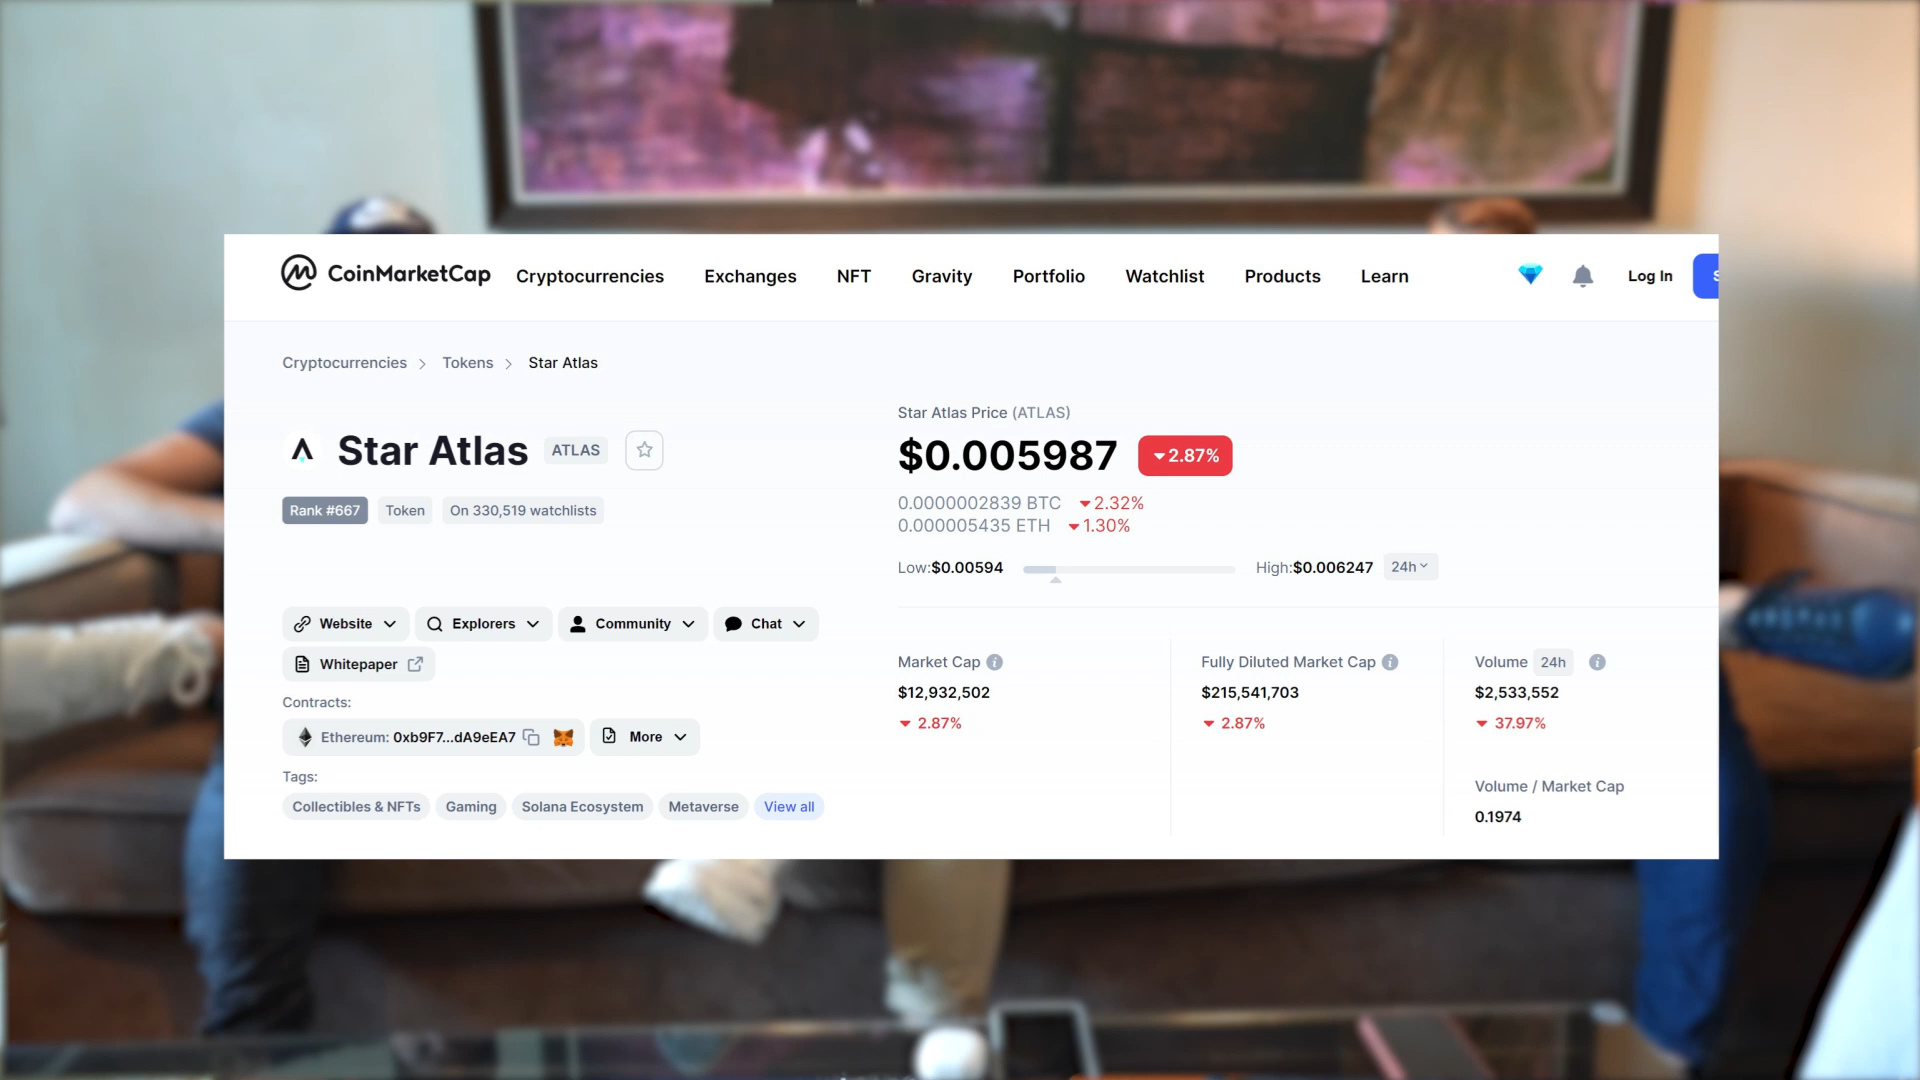 CoinMarketCap Cryptocurrencies Exchanges NFT Gravity Portfolio Watchlist Products Learn Log In S
Cryptocurrencies > Tokens > Star Atlas
Star Atlas ATLAS
Rank #667 Token On 330,519 watchlists
Website Explorers Community Chat
Whitepaper
Contracts:
Ethereum: 0xb9F7...dA9eEA7 More
Tags:
Collectibles & NFTs Gaming Solana Ecosystem Metaverse View all
Star Atlas Price (ATLAS)
$0.005987 2.87%
0.0000002839 BTC 2.32%
0.000005435 ETH 1.30%
Low:$0.00594 High:$0.006247 24h
Market Cap
$12,932,502
2.87%
Fully Diluted Market Cap
$215,541,703
2.87%
Volume 24h
$2,533,552
37.97%
Volume / Market Cap
0.1974